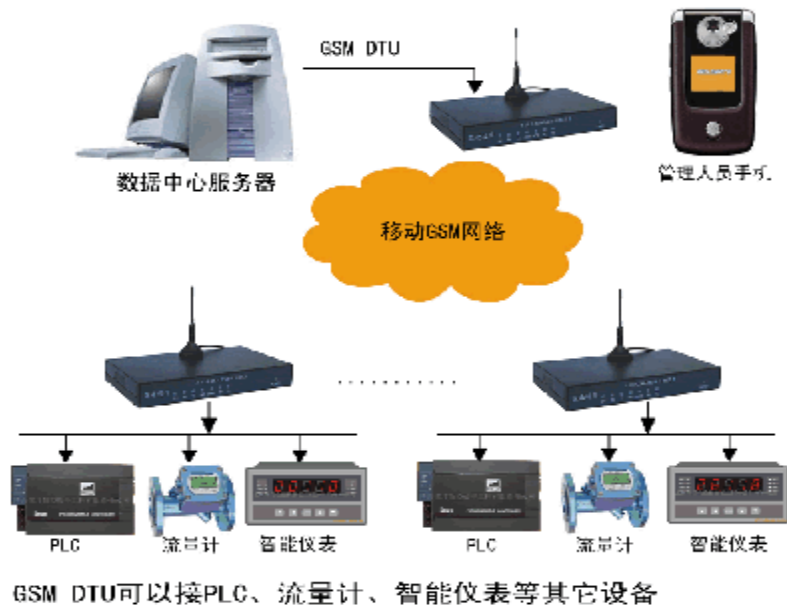 GSM DTU
数据中心服务器
管理人员手机
移动GSM网络
............
PLC
流量计
智能仪表
PLC
流量计
智能仪表
GSM DTU可以接PLC、流量计、智能仪表等其它设备